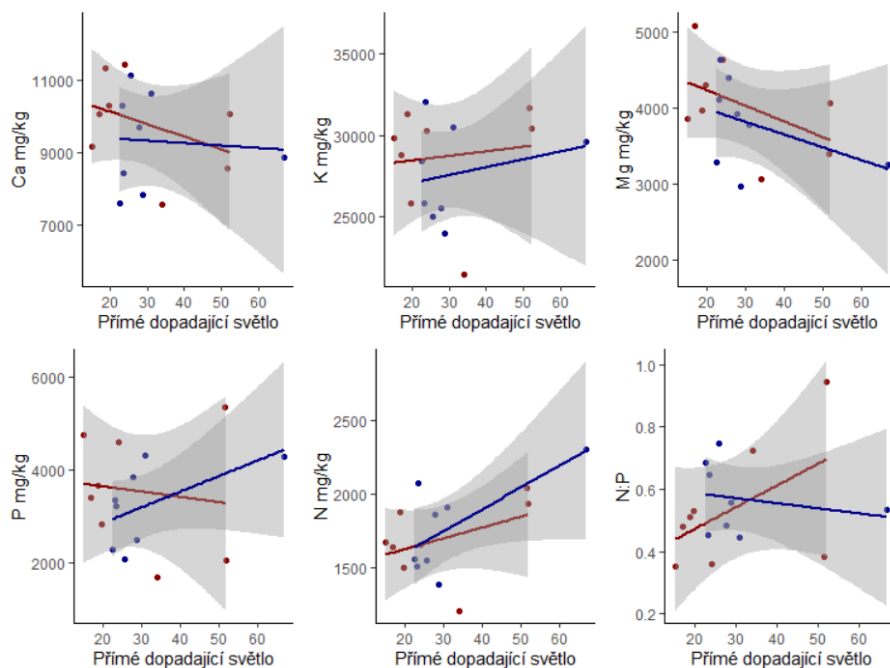 Ca mg/kg
11000
9000
7000
20 30 40 50 60
Přímé dopadající světlo
K mg/kg
35000
30000
25000
20 30 40 50 60
Přímé dopadající světlo
Mg mg/kg
5000
4000
3000
2000
20 30 40 50 60
Přímé dopadající světlo
P mg/kg
6000
4000
2000
20 30 40 50 60
Přímé dopadající světlo
N mg/kg
2500
2000
1500
20 30 40 50 60
Přímé dopadající světlo
N:P
1.0
0.8
0.6
0.4
0.2
20 30 40 50 60
Přímé dopadající světlo